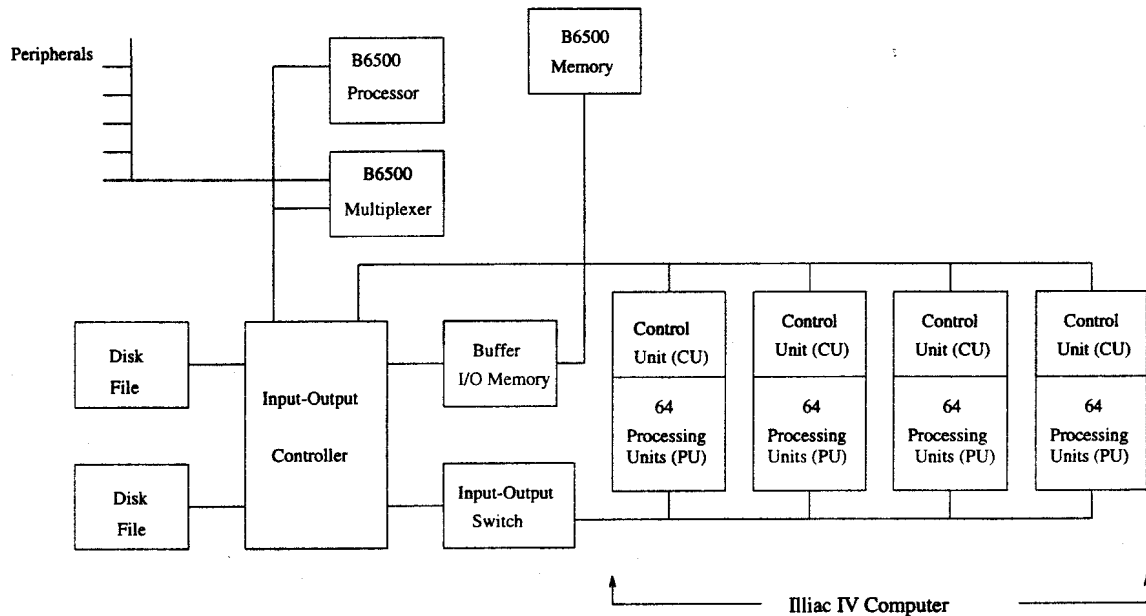 Peripherals
B6500
Processor
B6500
Memory
B6500
Multiplexer
Disk
File
Input-Output
Controller
Buffer
I/O Memory
Disk
File
Input-Output
Switch
Control
Unit (CU)
64
Processing
Units (PU)
Control
Unit (CU)
64
Processing
Units (PU)
Control
Unit (CU)
64
Processing
Units (PU)
Control
Unit (CU)
64
Processing
Units (PU)
Illiac IV Computer